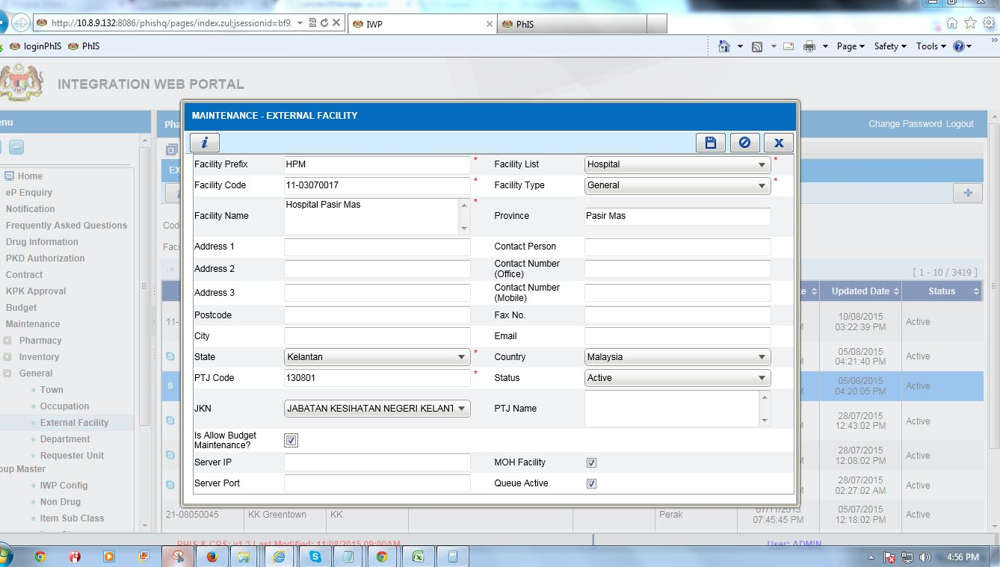 http://10.8.9.132:8086/phishq/pages/index.zul;jsessionid=bf9
IWP
PhIS
loginPhIS PhIS
Page Safety Tools
INTEGRATION WEB PORTAL
Change Password Logout
MAINTENANCE - EXTERNAL FACILITY
Facility Prefix HPM * Facility List Hospital *
Facility Code 11-03070017 * Facility Type General *
Facility Name Hospital Pasir Mas * Province Pasir Mas
Address 1 Contact Person
Address 2 Contact Number
(Office)
Address 3 Contact Number
(Mobile)
Postcode Fax No.
City Email
State Kelantan * Country Malaysia
PTJ Code 130801 * Status Active
JKN JABATAN KESIHATAN NEGERI KELANT PTJ Name
Is Allow Budget
Maintenance?
Server IP MOH Facility
Server Port Queue Active
Home
eP Enquiry
Notification
Frequently Asked Questions
Drug Information
PKD Authorization
Contract
KPK Approval
Budget
Maintenance
Pharmacy
Inventory
General
Town
Occupation
External Facility
Department
Requester Unit
oup Master
IWP Config
Non Drug
Item Sub Class
[ 1 - 10 / 3419 ]
Updated Date Status
10/08/2015
03:22:39 PM Active
05/08/2015
04:21:40 PM Active
05/08/2015
04:20:05 PM Active
28/07/2015
12:43:02 PM Active
28/07/2015
12:08:02 PM Active
28/07/2015
02:27:02 AM Active
21-08050045 KK Greentown KK Perak 07/11/2013
07:45:45 PM 05/07/2015
12:18:02 PM Active
PHIS & CPS: v1.3 Last Modified: 11/08/2015 09:00AM
User: ADMIN
4:56 PM